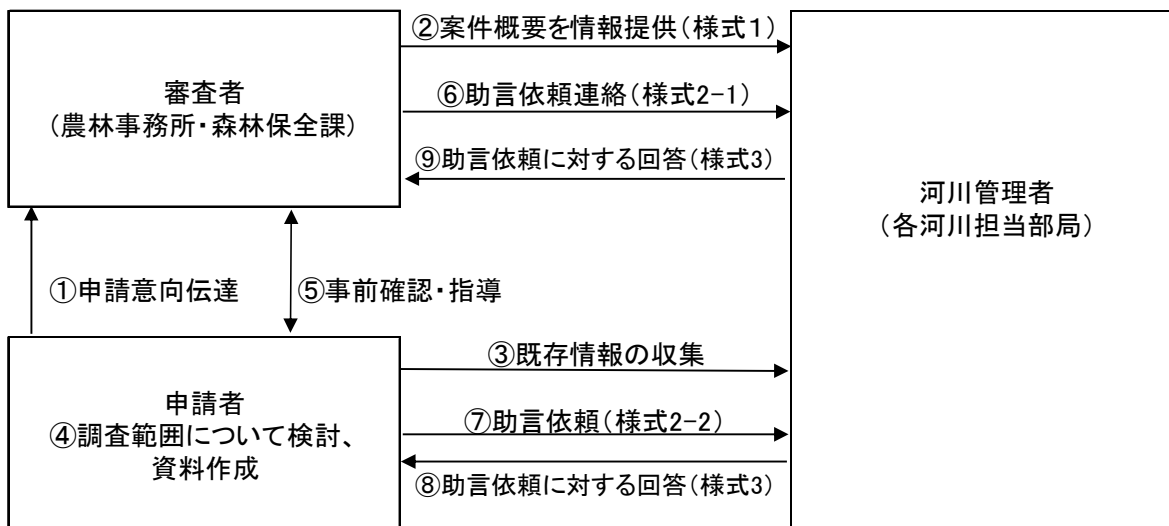 ②案件概要を情報提供(様式1)
審査者
(農林事務所・森林保全課)
⑥助言依頼連絡(様式2-1)
⑨助言依頼に対する回答(様式3)
河川管理者
(各河川担当部局)
①申請意向伝達
⑤事前確認・指導
③既存情報の収集
申請者
④調査範囲について検討、
資料作成
⑦助言依頼(様式2-2)
⑧助言依頼に対する回答(様式3)